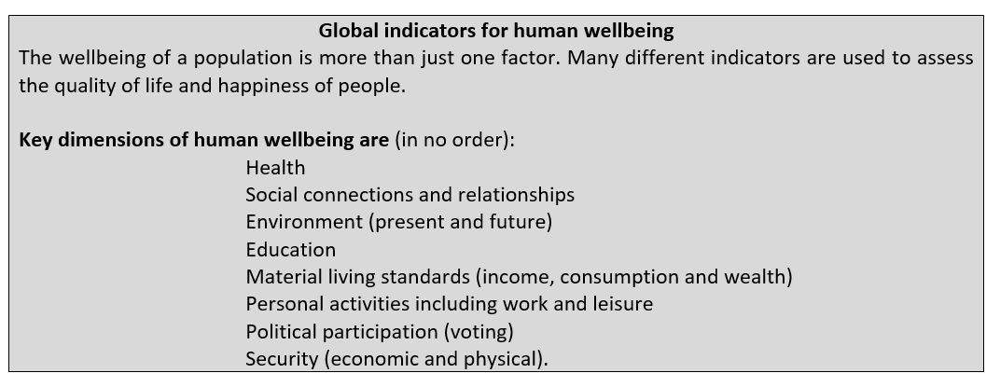 Global indicators for human wellbeing
The wellbeing of a population is more than just one factor. Many different indicators are used to assess
the quality of life and happiness of people.
Key dimensions of human wellbeing are (in no order):
Health
Social connections and relationships
Environment (present and future)
Education
Material living standards (income, consumption and wealth)
Personal activities including work and leisure
Political participation (voting)
Security (economic and physical).